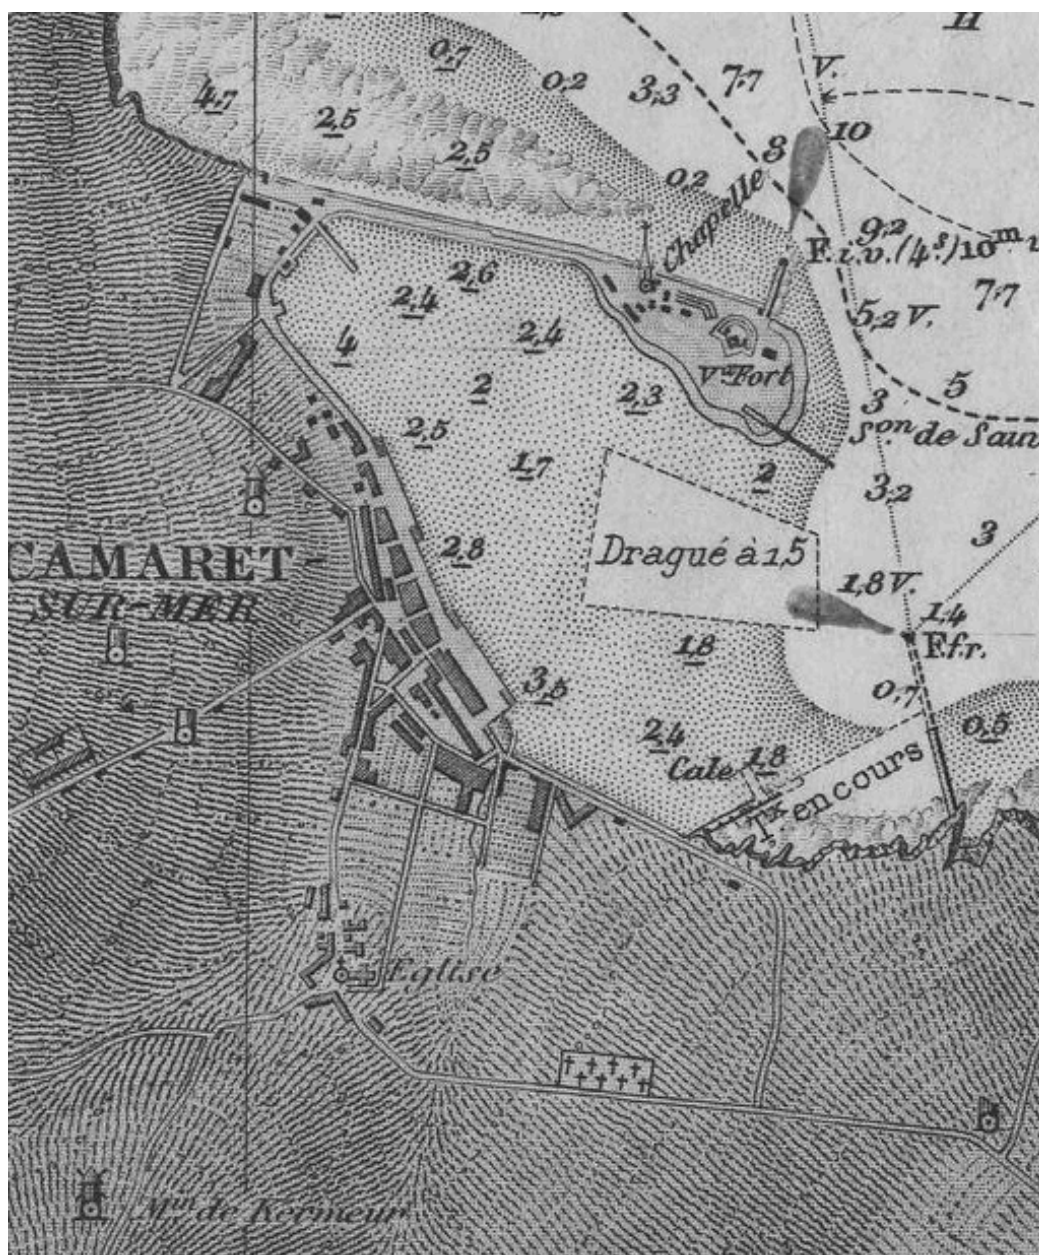 0,7
0,2
3,3
7,7
V.
4,7
2,5
2,5
8
10
0,2
Chapelle
9,2
F.i.v.(4s)10m
2,6
2,4
7,7
5,2 V.
4
2,4
2
Vx Fort
2,3
5
3
2,5
Son de Sain
1,7
2
3,2
2,8
Dragué à 1,5
3
CAMARET
SUR-MER
1,8 V.
1,4
F.f.r.
1,8
3,5
0,7
2,4
0,5
Cale
1,8
Tx en cours
Eglise
Min de Kermeur